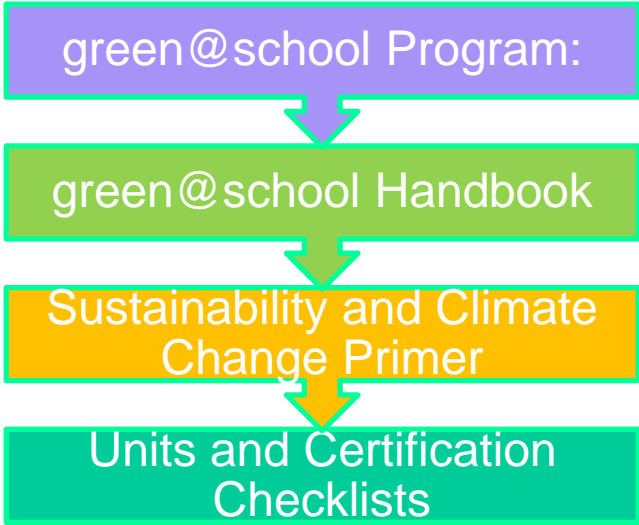 green@school Program:
green@school Handbook
Sustainability and Climate
Change Primer
Units and Certification
Checklists